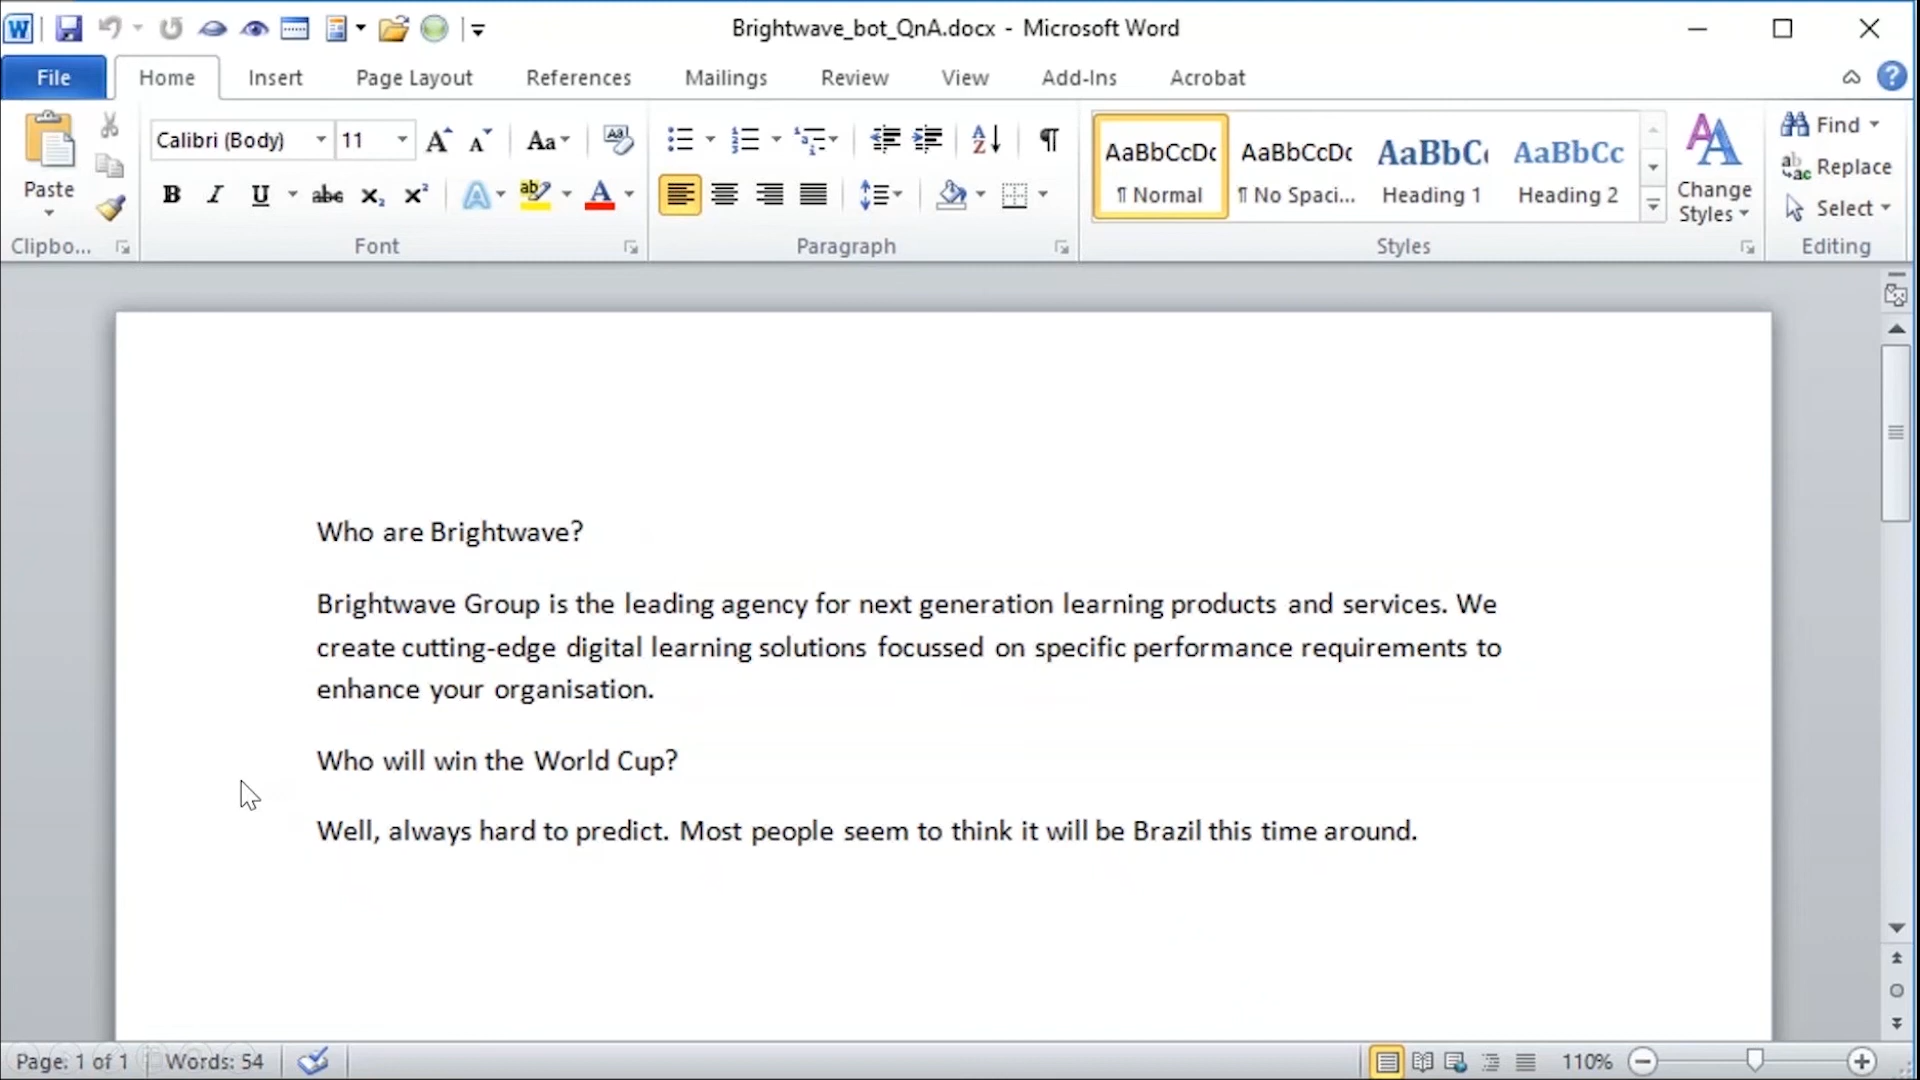 Brightwave_bot_QnA.docx - Microsoft Word
File Home Insert Page Layout References Mailings Review View Add-Ins Acrobat
Calibri (Body) 11 Aa
AaBbCcDc AaBbCcDc AaBbCc AaBbCc
Paste
¶ Normal ¶ No Spaci... Heading 1 Heading 2
Change
Styles
Find
Replace
Select
B I U abc
Clipbo... Font Paragraph Styles Editing
Who are Brightwave?
Brightwave Group is the leading agency for next generation learning products and services. We
create cutting-edge digital learning solutions focussed on specific performance requirements to
enhance your organisation.
Who will win the World Cup?
Well, always hard to predict. Most people seem to think it will be Brazil this time around.
Page: 1 of 1 Words: 54 110%